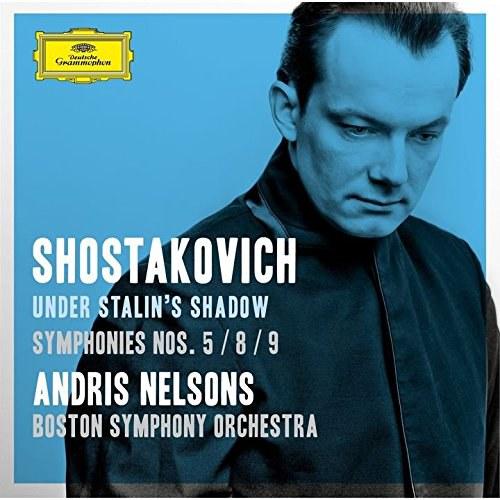 Deutsche
Grammophon
SHOSTAKOVICH
UNDER STALIN'S SHADOW
SYMPHONIES NOS. 5 / 8 / 9
ANDRIS NELSONS
BOSTON SYMPHONY ORCHESTRA